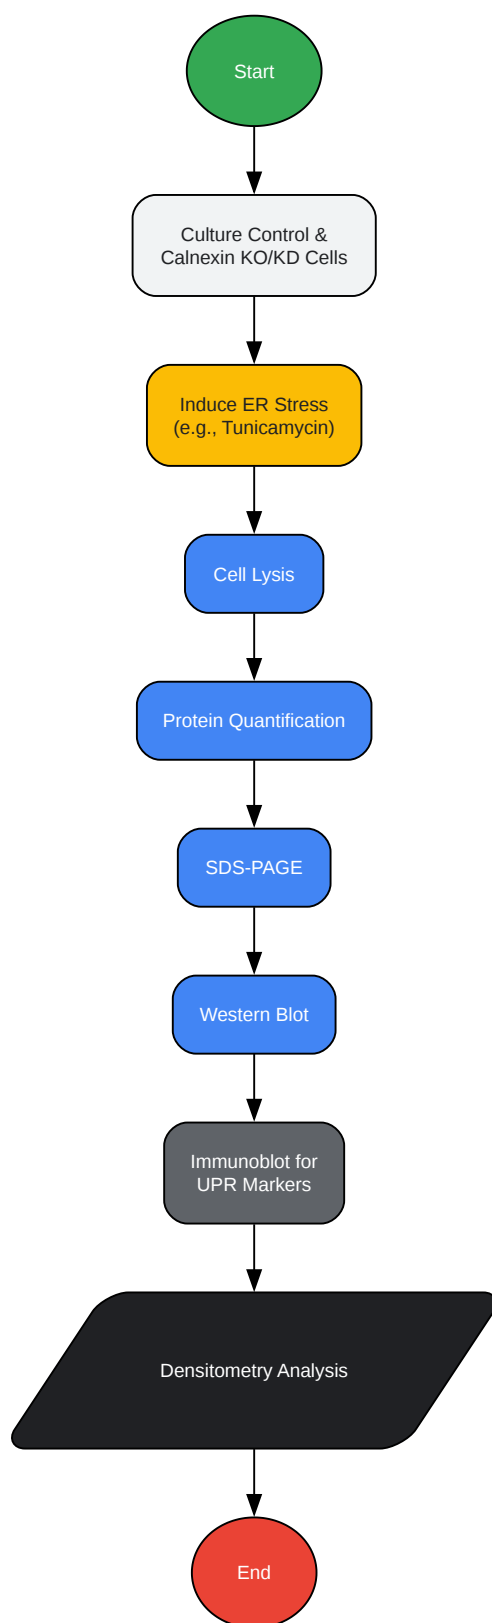 Start
Culture Control &
Calnexin KO/KD Cells
Induce ER Stress
(e.g., Tunicamycin)
Cell Lysis
Protein Quantification
SDS-PAGE
Western Blot
Immunoblot for
UPR Markers
Densitometry Analysis
End